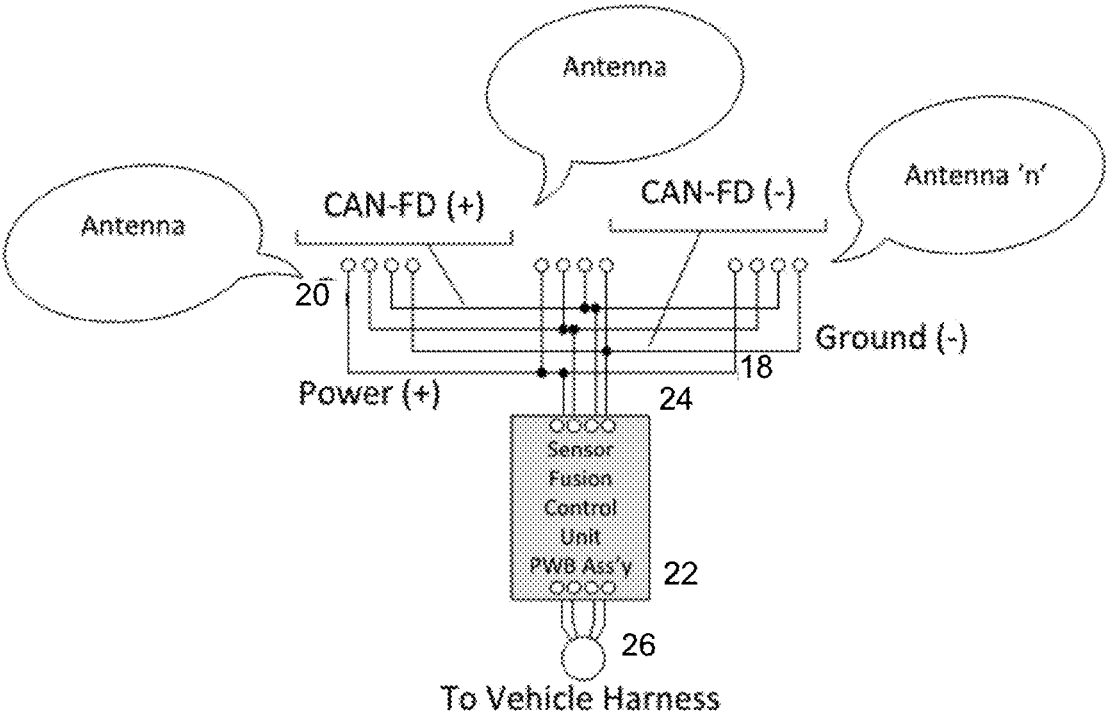 Antenna
Antenna
Antenna 'n'
CAN-FD (+)
CAN-FD (-)
20
Ground (-)
18
Power (+)
24
Sensor
Fusion
Control
Unit
PWB Ass'y
22
26
To Vehicle Harness